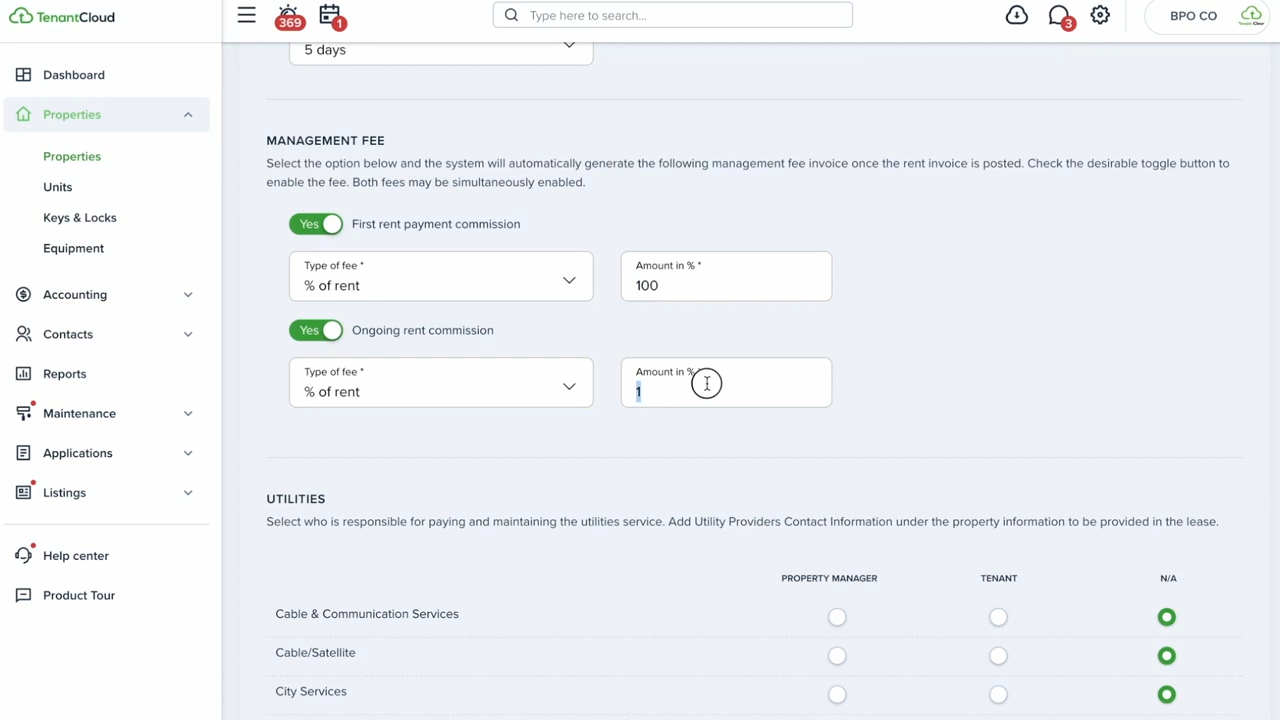 TenantCloud
369
1
Type here to search...
3
BPO CO
Tenant Cloud
Dashboard
Properties
Properties
Units
Keys & Locks
Equipment
Accounting
Contacts
Reports
Maintenance
Applications
Listings
Help center
Product Tour
5 days
MANAGEMENT FEE
Select the option below and the system will automatically generate the following management fee invoice once the rent invoice is posted. Check the desirable toggle button to
enable the fee. Both fees may be simultaneously enabled.
Yes First rent payment commission
Type of fee * Amount in % *
% of rent 100
Yes Ongoing rent commission
Type of fee * Amount in % *
% of rent 1
UTILITIES
Select who is responsible for paying and maintaining the utilities service. Add Utility Providers Contact Information under the property information to be provided in the lease.
PROPERTY MANAGER TENANT N/A
Cable & Communication Services
Cable/Satellite
City Services